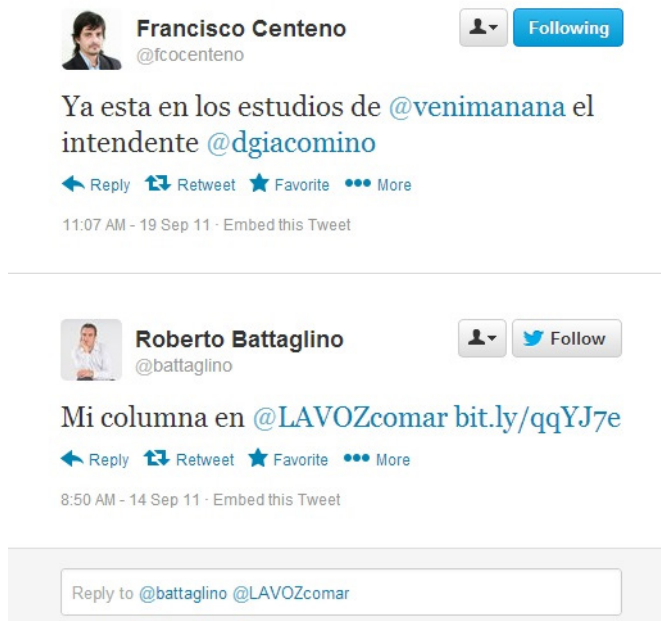 Francisco Centeno
Following
@fcocenteno
Ya esta en los estudios de @venimanana el
intendente @dgiacomino
Reply Retweet Favorite More
11:07 AM - 19 Sep 11 · Embed this Tweet
Roberto Battaglino
Follow
@battaglino
Mi columna en @LAVOZcomar bit.ly/qqYJ7e
Reply Retweet Favorite More
8:50 AM - 14 Sep 11 · Embed this Tweet
Reply to @battaglino @LAVOZcomar